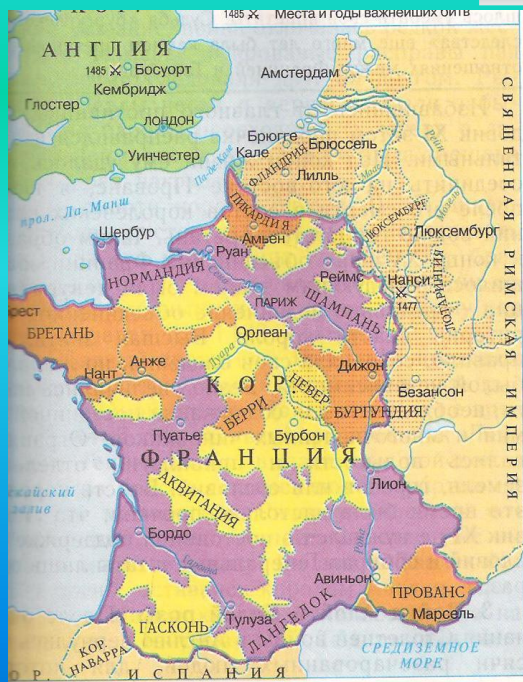 1485 Места и годы важнейших битв
АНГЛИЯ
1485 Босуорт
Кембридж
Глостер
ЛОНДОН
Уинчестер
Амстердам
Брюгге
Кале
ФЛАНДРИЯ
Брюссель
Лилль
Па-де-Кале
прол. Ла-Манш
Рейн
Мозель
СВЯЩЕННАЯ РИМСКАЯ ИМПЕРИЯ
ПИКАРДИЯ
Амьен
ЛЮКСЕМБУРГ
Люксембург
Шербур
Руан
НОРМАНДИЯ
Реймс
ПАРИЖ
ШАМПАНЬ
Нанси
1477
ЛОТАРИНГИЯ
БРЕТАНЬ
Орлеан
Луара
Анже
Нант
Дижон
НЕВЕР
КОР.
БЕРРИ
БУРГУНДИЯ
Безансон
Пуатье
Бурбон
ФРАНЦИЯ
Лион
АКВИТАНИЯ
Бордо
Гаронна
Рона
Авиньон
ПРОВАНС
Марсель
ГАСКОНЬ
Тулуза
ЛАНГЕДОК
КОР.
НАВАРРА
ИСПАНИЯ
СРЕДИЗЕМНОЕ
МОРЕ